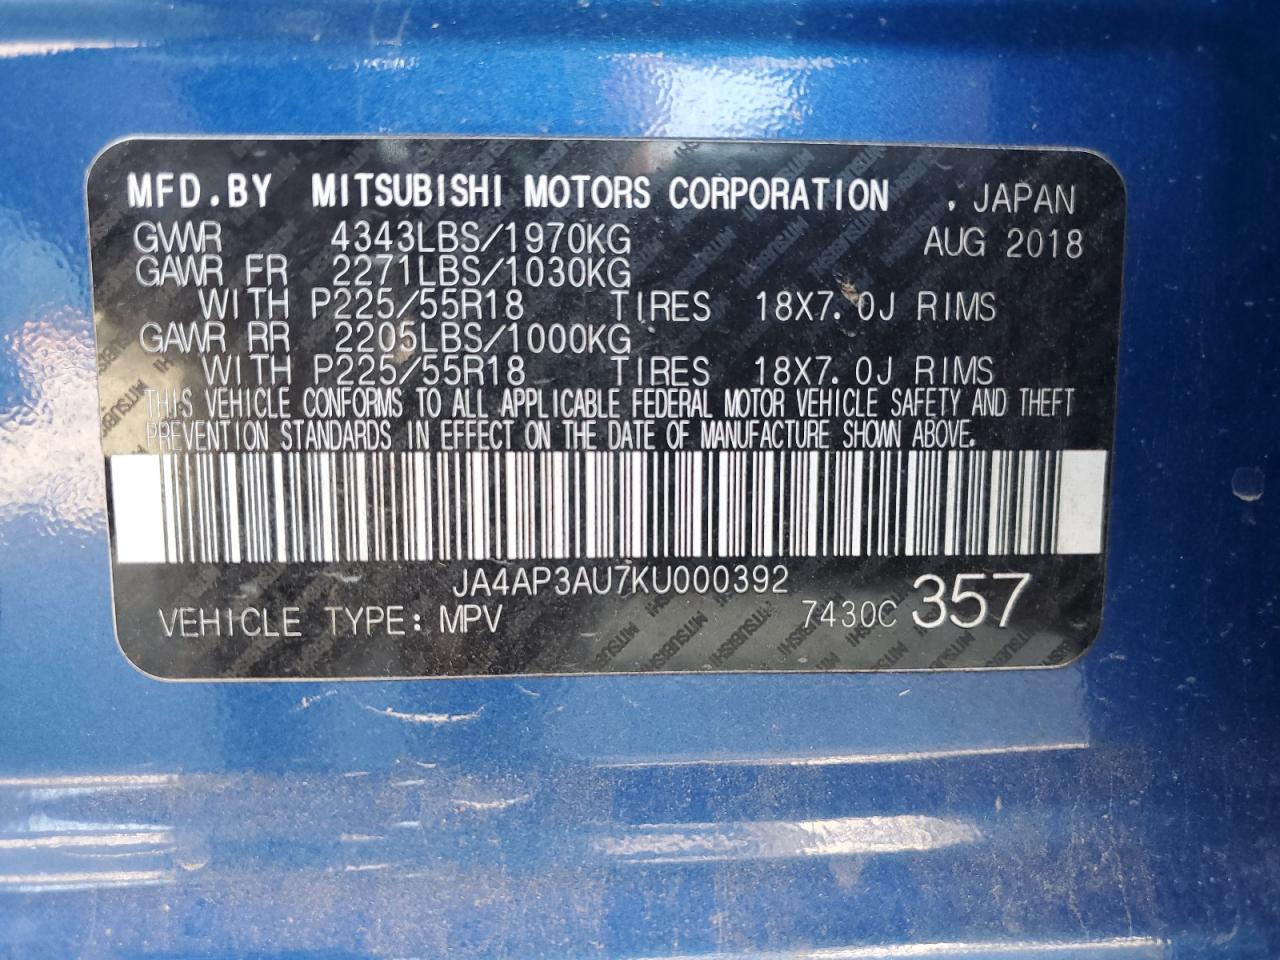 MFD.BY MITSUBISHI MOTORS CORPORATION , JAPAN
GVWR 4343LBS/1970KG AUG 2018
GAWR FR 2271LBS/1030KG
WITH P225/55R18 TIRES 18X7.0J RIMS
GAWR RR 2205LBS/1000KG
WITH P225/55R18 TIRES 18X7.0J RIMS
THIS VEHICLE CONFORMS TO ALL APPLICABLE FEDERAL MOTOR VEHICLE SAFETY AND THEFT
PREVENTION STANDARDS IN EFFECT ON THE DATE OF MANUFACTURE SHOWN ABOVE.
JA4AP3AU7KU000392
VEHICLE TYPE: MPV 7430C 357